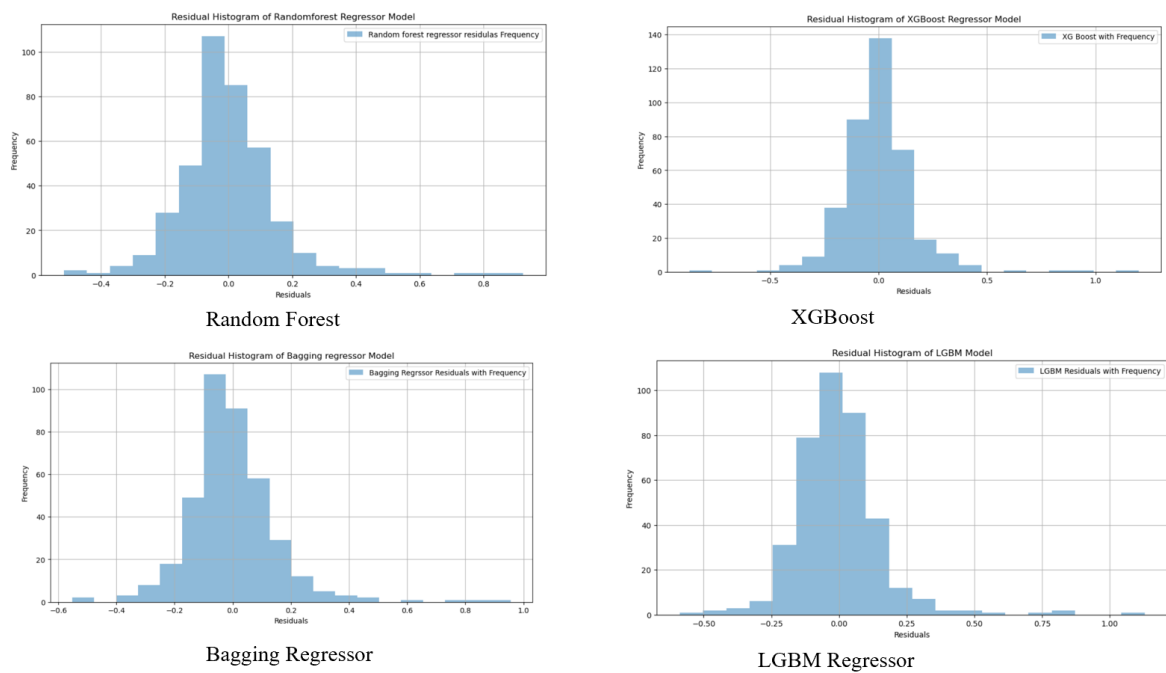 Residual Histogram of Randomforest Regressor Model
Random forest regressor residulas Frequency
Frequency
100
80
60
40
20
0
−0.4 −0.2 0.0 0.2 0.4 0.6 0.8
Residuals
Random Forest
Residual Histogram of XGBoost Regressor Model
XG Boost with Frequency
Frequency
140
120
100
80
60
40
20
0
−0.5 0.0 0.5 1.0
Residuals
XGBoost
Residual Histogram of Bagging regressor Model
Bagging Regrssor Residuals with Frequency
Frequency
100
80
60
40
20
0
−0.6 −0.4 −0.2 0.0 0.2 0.4 0.6 0.8 1.0
Residuals
Bagging Regressor
Residual Histogram of LGBM Model
LGBM Residuals with Frequency
Frequency
100
80
60
40
20
0
−0.50 −0.25 0.00 0.25 0.50 0.75 1.00
Residuals
LGBM Regressor